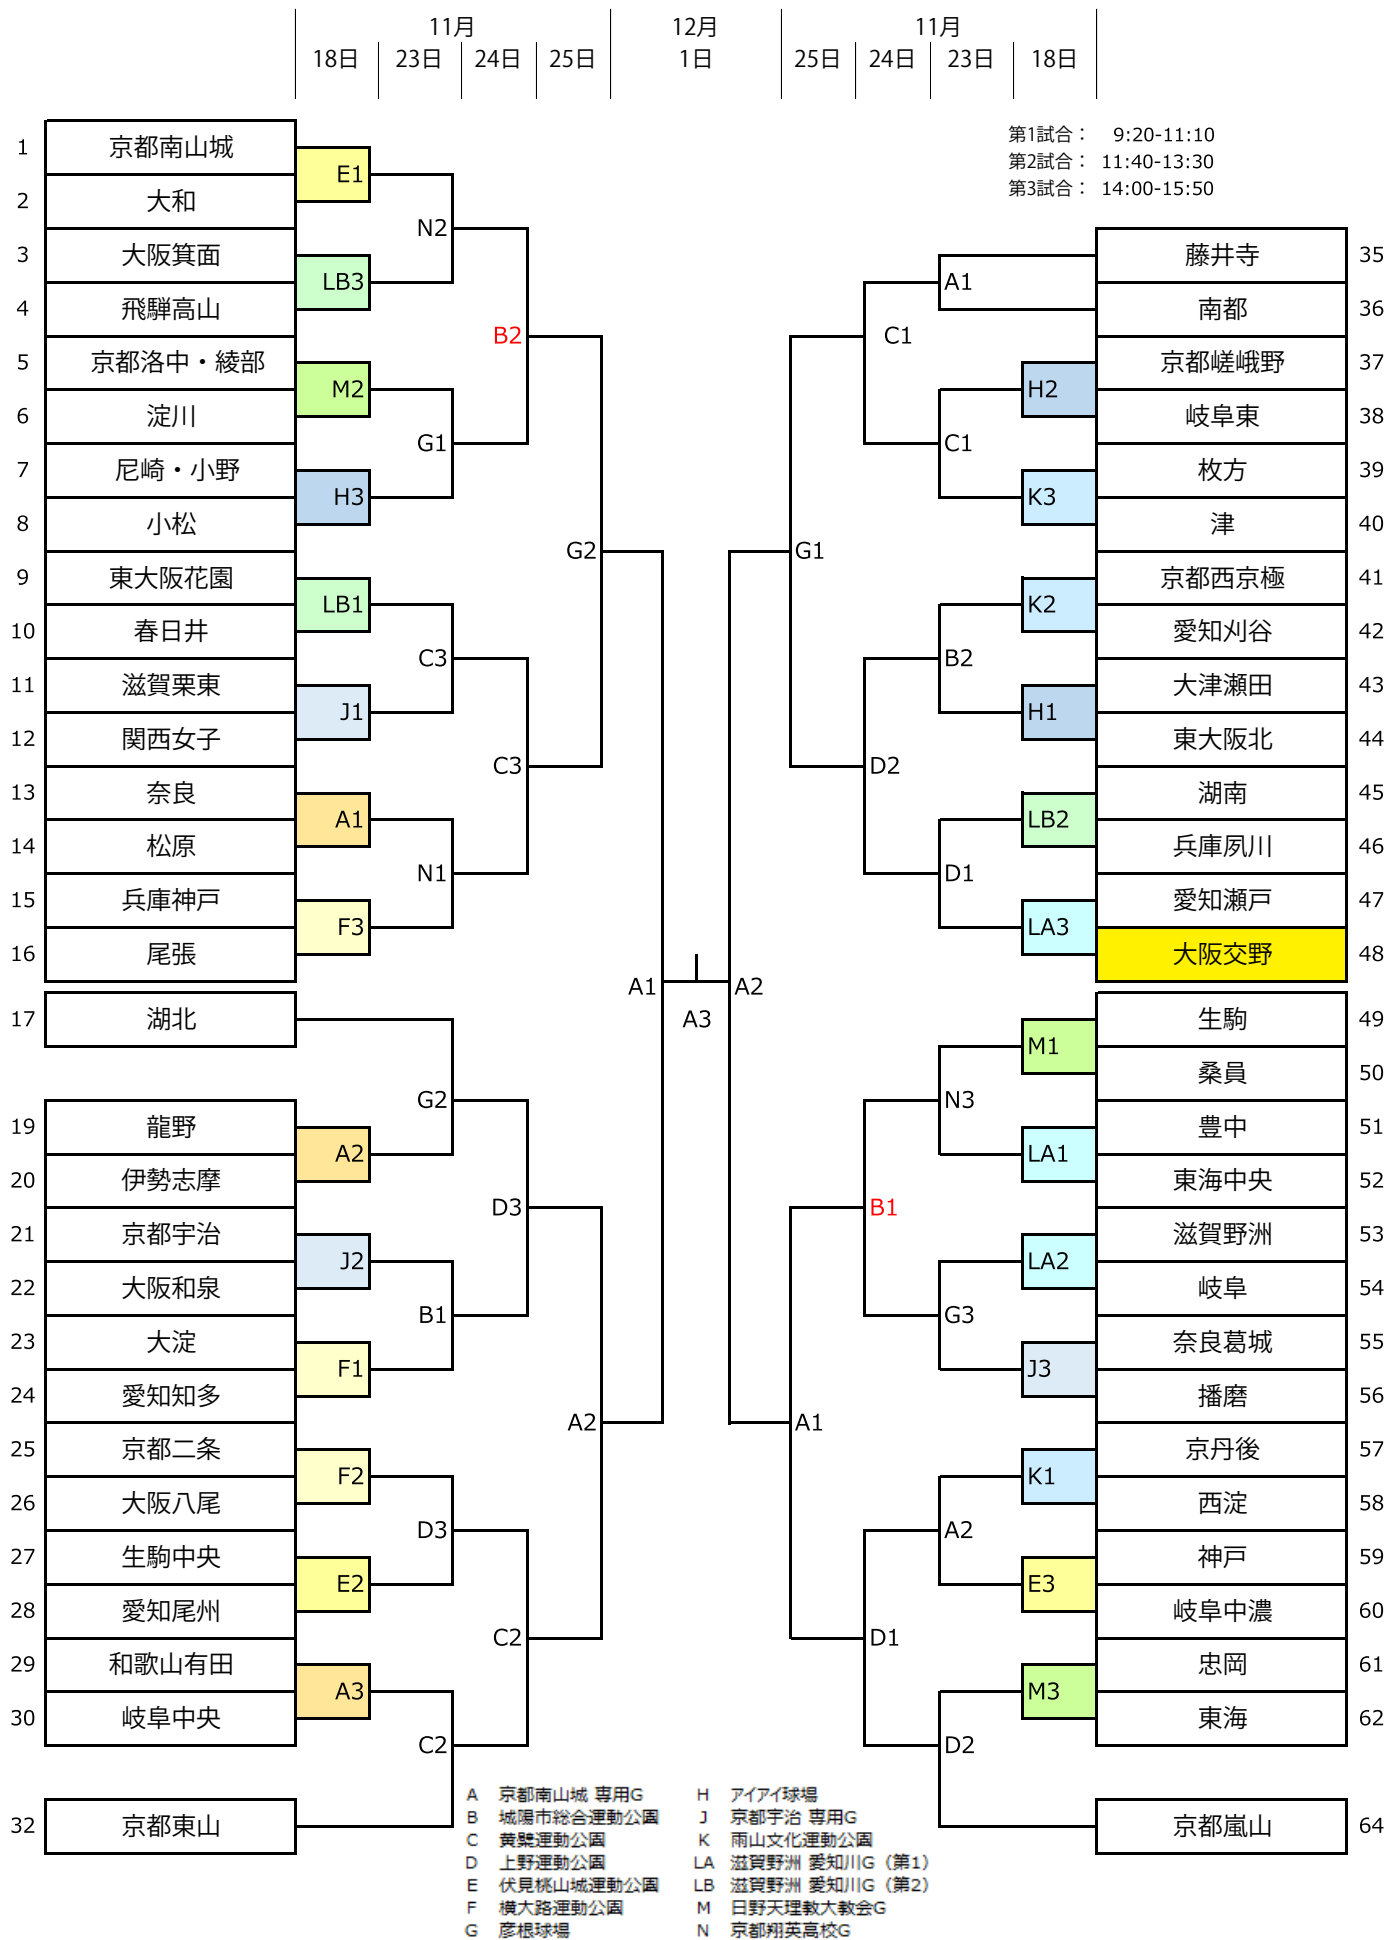 11月 12月 11月
18日 23日 24日 25日 1日 25日 24日 23日 18日
第1試合： 9:20-11:10
第2試合： 11:40-13:30
第3試合： 14:00-15:50
1 京都南山城
E1
2 大和
N2
3 大阪箕面
LB3
4 飛騨高山
B2
5 京都洛中・綾部
M2
6 淀川
G1
7 尼崎・小野
H3
8 小松
G2
9 東大阪花園
LB1
10 春日井
C3
11 滋賀栗東
J1
12 関西女子
C3
13 奈良
A1
14 松原
N1
15 兵庫神戸
F3
16 尾張
A1
17 湖北
G2
19 龍野
A2
20 伊勢志摩
D3
21 京都宇治
J2
22 大阪和泉
B1
23 大淀
F1
24 愛知知多
A2
25 京都二条
F2
26 大阪八尾
D3
27 生駒中央
E2
28 愛知尾州
C2
29 和歌山有田
A3
30 岐阜中央
C2
32 京都東山
A3
藤井寺 35
A1
南都 36
C1
京都嵯峨野 37
H2
岐阜東 38
C1
枚方 39
K3
津 40
G1
京都西京極 41
K2
愛知刈谷 42
B2
大津瀬田 43
H1
東大阪北 44
D2
湖南 45
LB2
兵庫夙川 46
D1
愛知瀬戸 47
LA3
大阪交野 48
A2
生駒 49
M1
桑員 50
N3
豊中 51
LA1
東海中央 52
B1
滋賀野洲 53
LA2
岐阜 54
G3
奈良葛城 55
J3
播磨 56
A1
京丹後 57
K1
西淀 58
A2
神戸 59
E3
岐阜中濃 60
D1
忠岡 61
M3
東海 62
D2
京都嵐山 64
A 京都南山城 専用G
B 城陽市総合運動公園
C 黄檗運動公園
D 上野運動公園
E 伏見桃山城運動公園
F 横大路運動公園
G 彦根球場
H アイアイ球場
J 京都宇治 専用G
K 雨山文化運動公園
LA 滋賀野洲 愛知川G（第1）
LB 滋賀野洲 愛知川G（第2）
M 日野天理教大教会G
N 京都翔英高校G